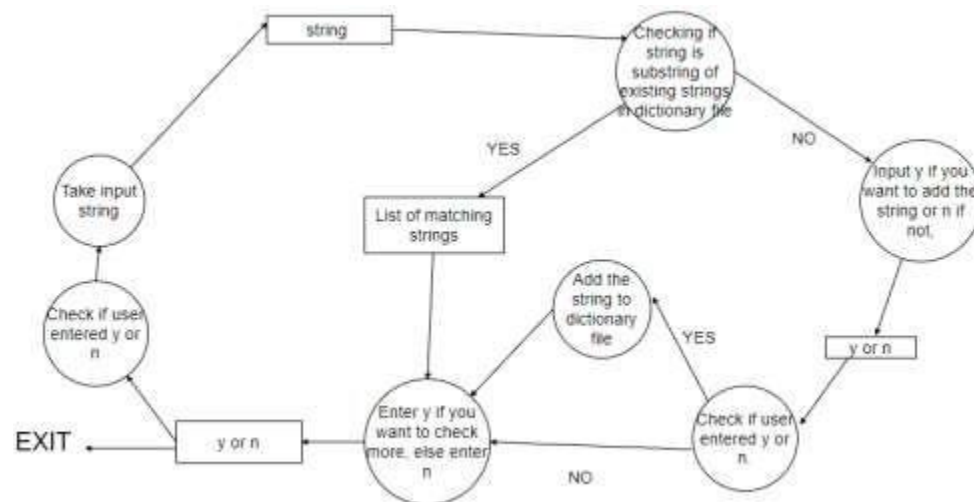 string
Checking if
string is
substring of
existing strings
in dictionary file
YES
NO
Take input
string
Input y if you
want to add the
string or n if
not,
List of matching
strings
Add the
string to
dictionary
file
Check if user
entered y or
n
YES
y or n
Enter y if you
want to check
more, else enter
n
Check if user
entered y or
n.
y or n
EXIT
NO